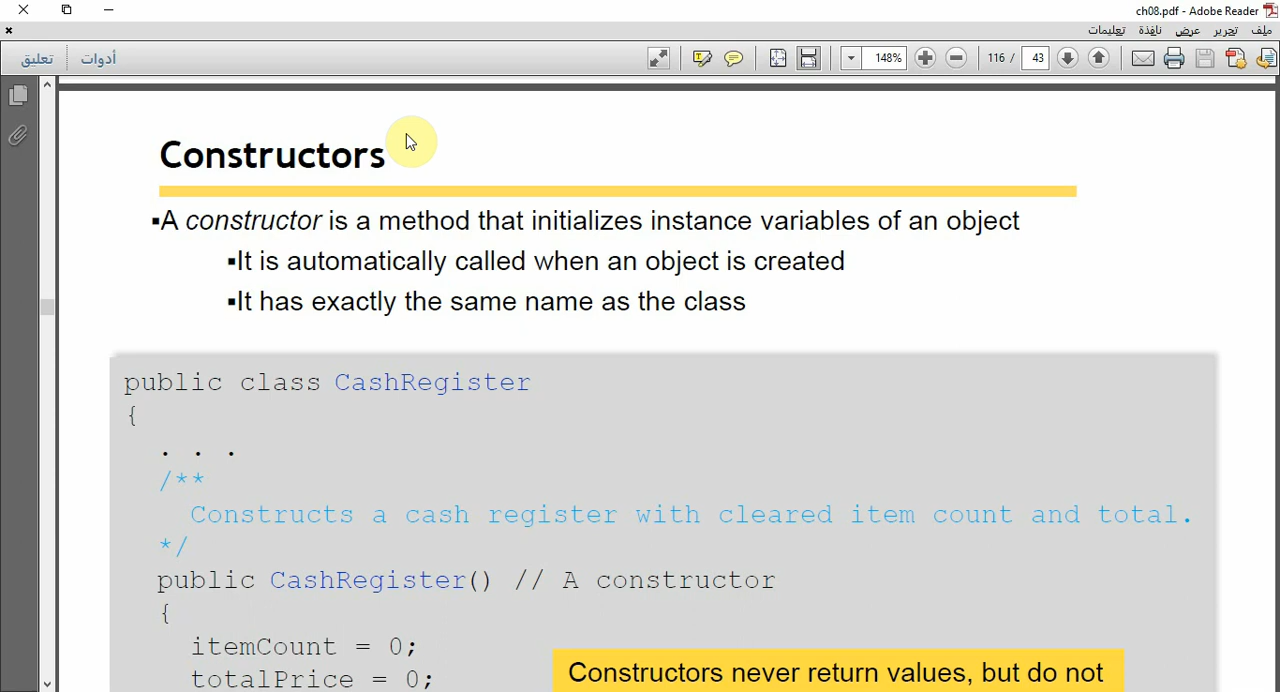 ch08.pdf - Adobe Reader
ملف تحرير عرض نافذة تعليمات
43 / 116 148% أدوات تعليق
Constructors
▪A constructor is a method that initializes instance variables of an object
▪It is automatically called when an object is created
▪It has exactly the same name as the class
public class CashRegister
{
. . .
/**
Constructs a cash register with cleared item count and total.
*/
public CashRegister() // A constructor
{
itemCount = 0;
totalPrice = 0;
Constructors never return values, but do not